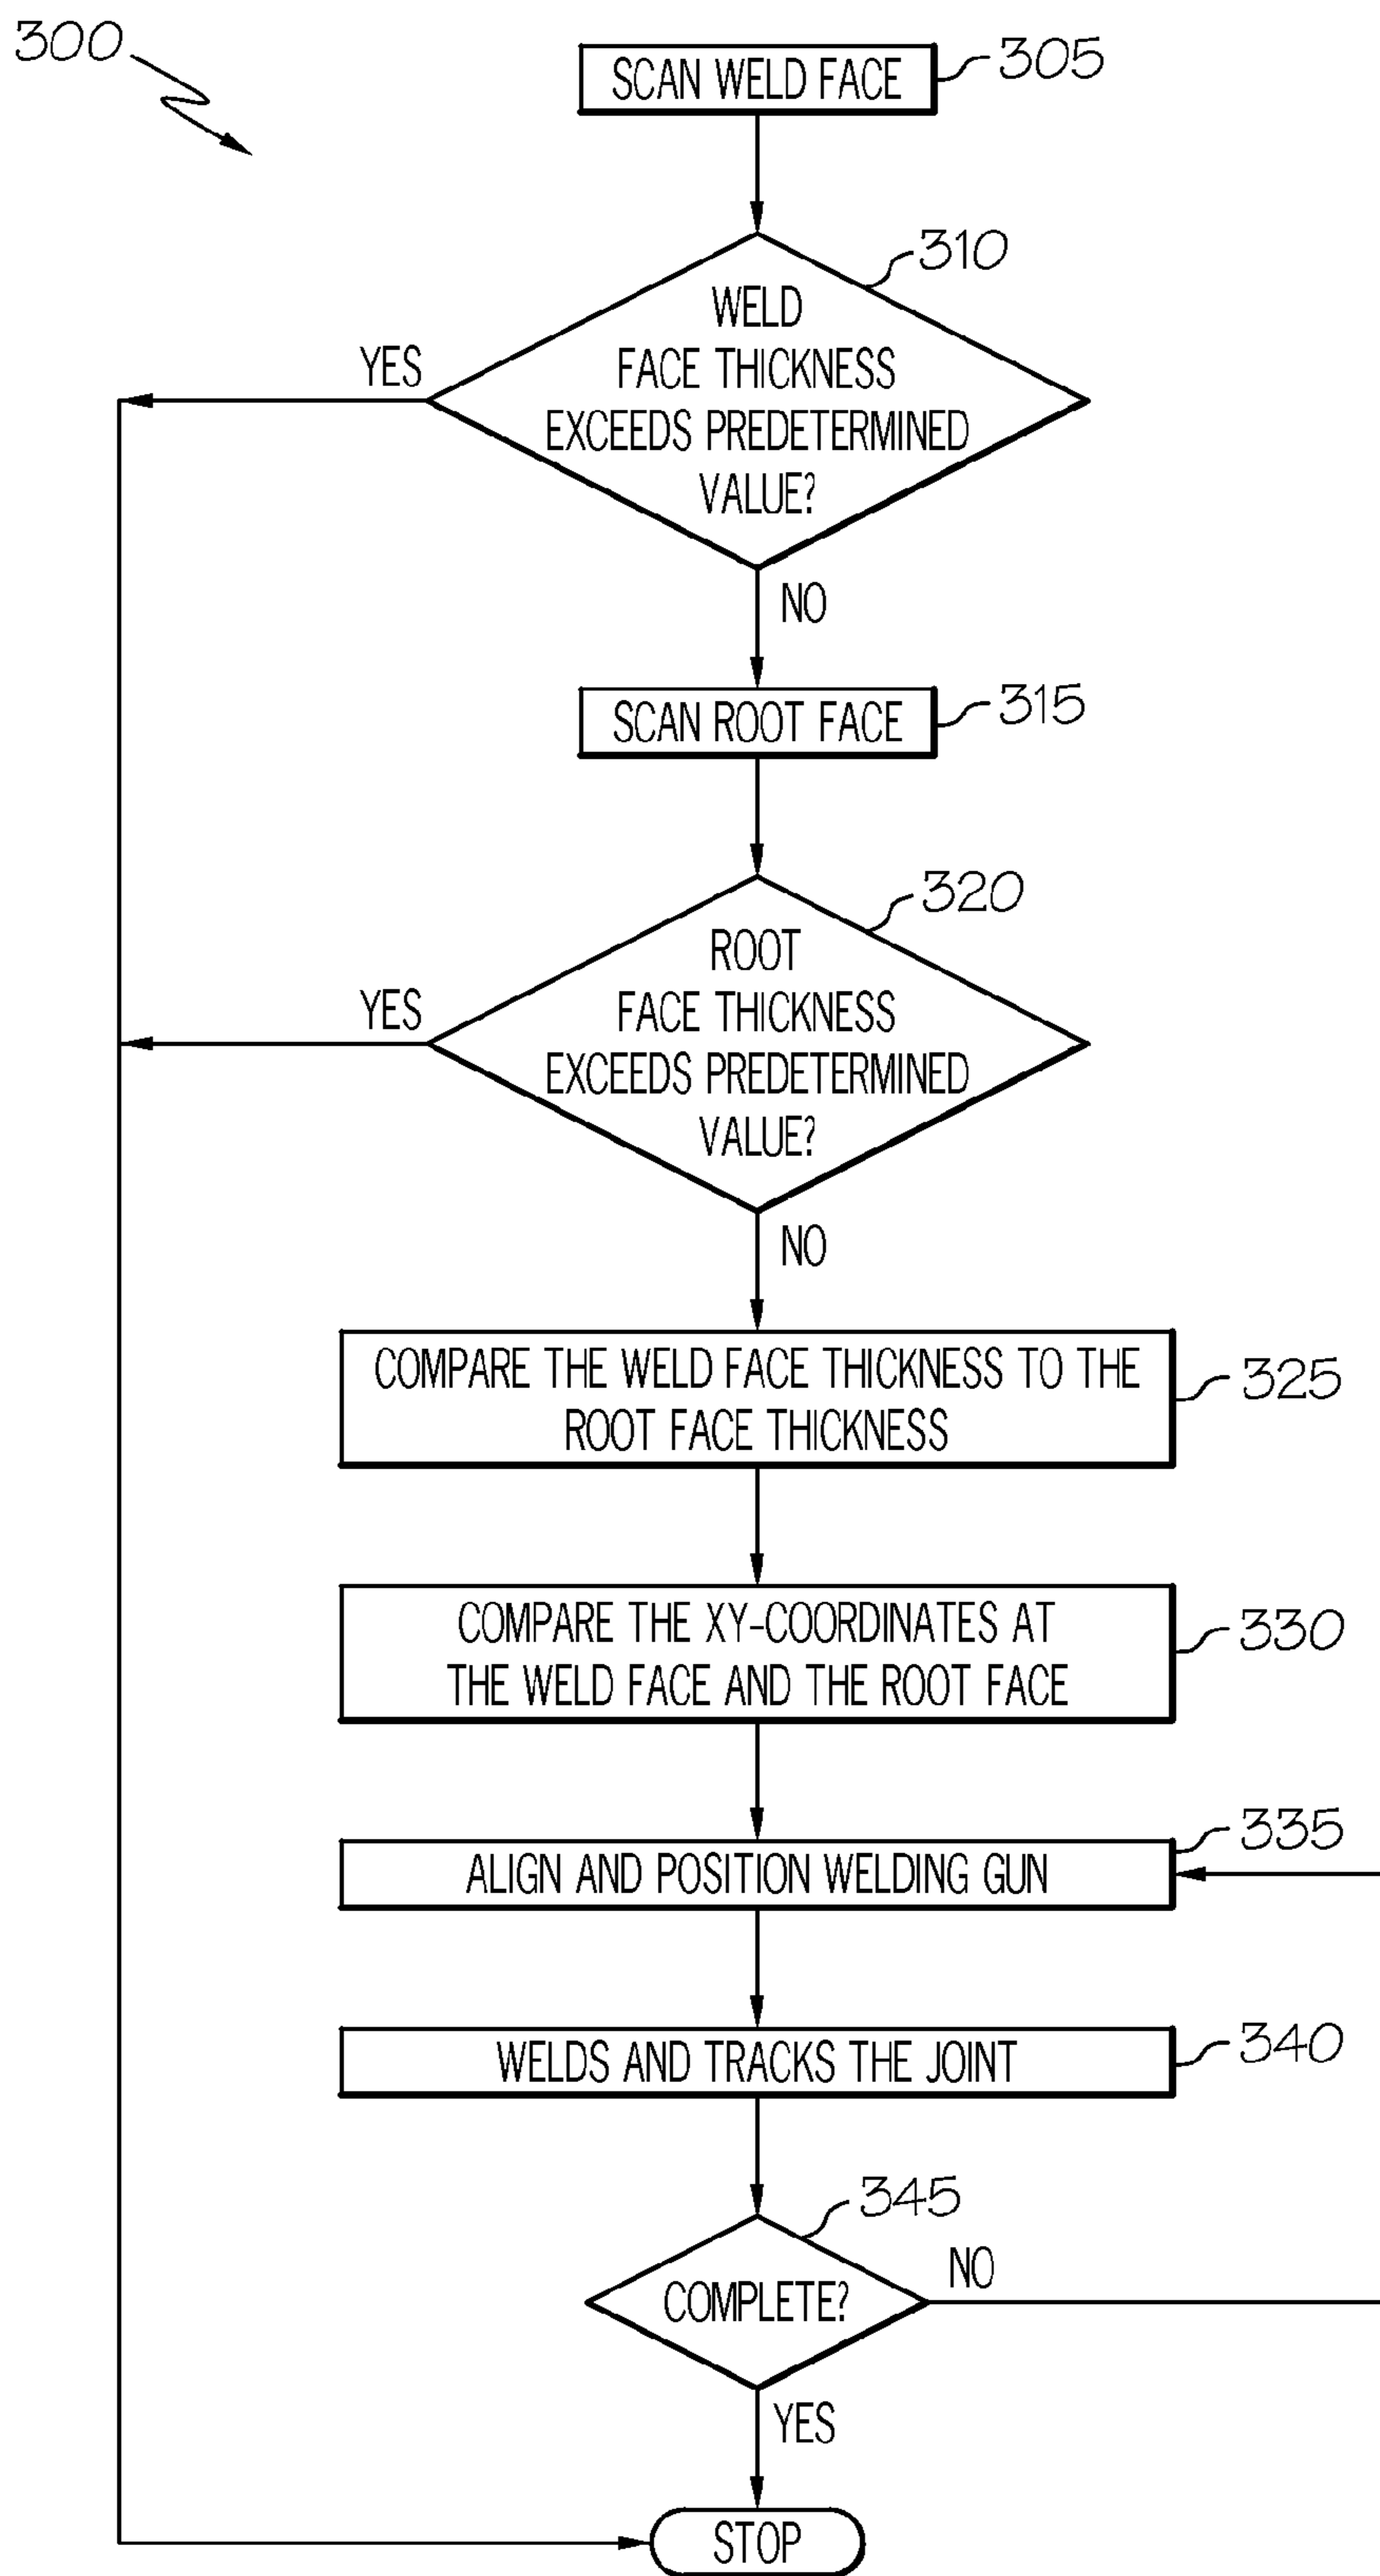 300
SCAN WELD FACE
305
310
WELD
FACE THICKNESS
EXCEEDS PREDETERMINED
VALUE?
YES
NO
SCAN ROOT FACE
315
320
ROOT
FACE THICKNESS
EXCEEDS PREDETERMINED
VALUE?
YES
NO
COMPARE THE WELD FACE THICKNESS TO THE
ROOT FACE THICKNESS
325
COMPARE THE XY-COORDINATES AT
THE WELD FACE AND THE ROOT FACE
330
ALIGN AND POSITION WELDING GUN
335
WELDS AND TRACKS THE JOINT
340
345
COMPLETE?
NO
YES
STOP